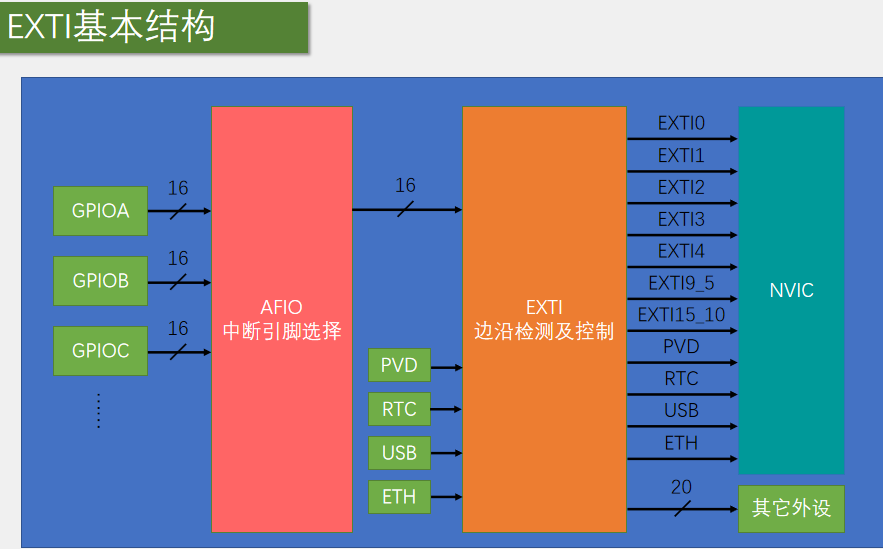 EXTI基本结构
GPIOA
16
GPIOB
16
GPIOC
16
AFIO
中断引脚选择
16
PVD
RTC
USB
ETH
EXTI
边沿检测及控制
EXTI0
EXTI1
EXTI2
EXTI3
EXTI4
EXTI9_5
EXTI15_10
PVD
RTC
USB
ETH
20
NVIC
其它外设